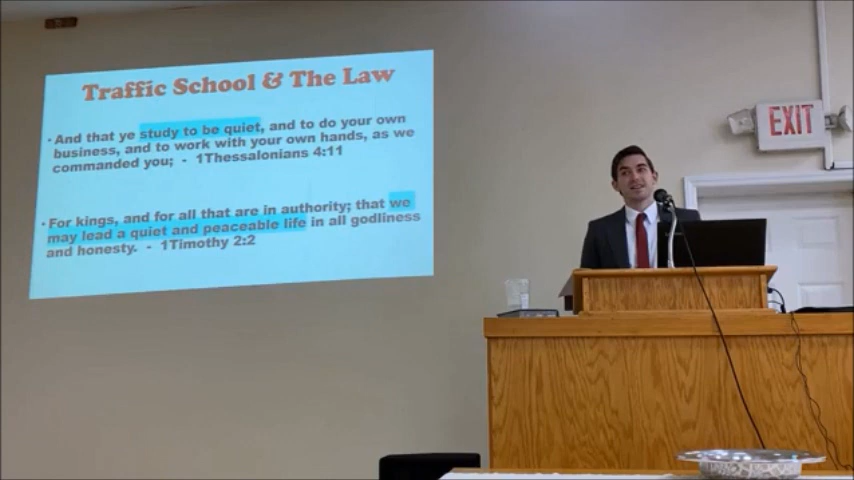 Traffic School & The Law
• And that ye study to be quiet, and to do your own
business, and to work with your own hands, as we
commanded you; - 1Thessalonians 4:11
• For kings, and for all that are in authority; that we
may lead a quiet and peaceable life in all godliness
and honesty. - 1Timothy 2:2
EXIT